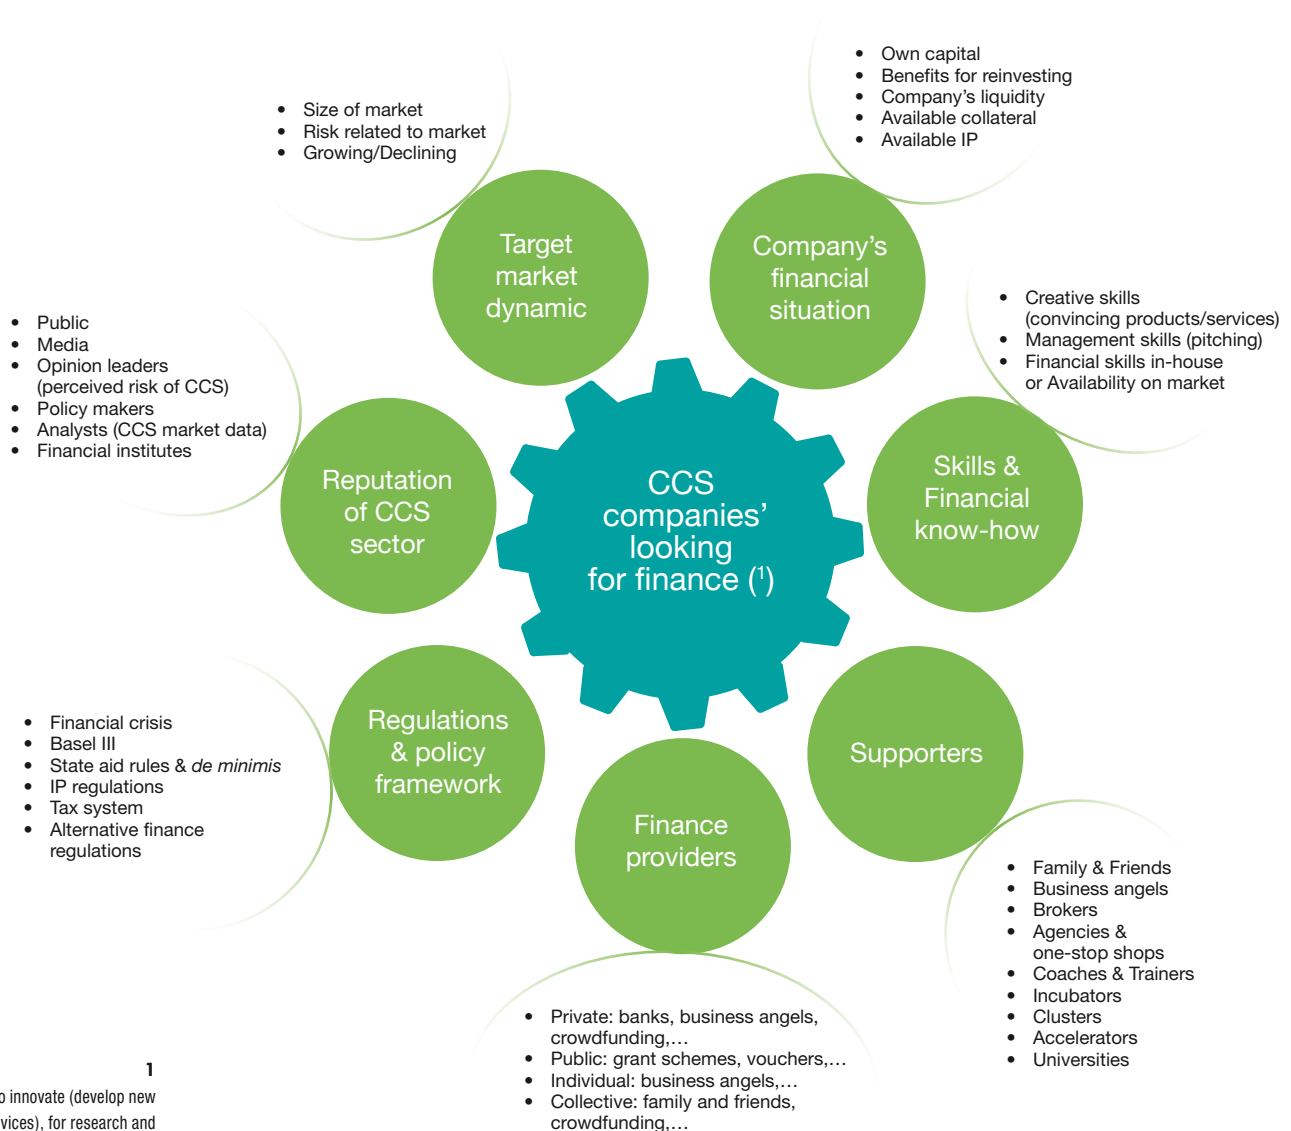 • Own capital
• Benefits for reinvesting
• Company's liquidity
• Available collateral
• Available IP
• Size of market
• Risk related to market
• Growing/Declining
Target
market
dynamic
Company's
financial
situation
• Creative skills
(convincing products/services)
• Management skills (pitching)
• Financial skills in-house
or Availability on market
• Public
• Media
• Opinion leaders
(perceived risk of CCS)
• Policy makers
• Analysts (CCS market data)
• Financial institutes
Reputation
of CCS
sector
CCS
companies'
looking
for finance (1)
Skills &
Financial
know-how
• Financial crisis
• Basel III
• State aid rules & de minimis
• IP regulations
• Tax system
• Alternative finance
regulations
Regulations
& policy
framework
Supporters
Finance
providers
• Family & Friends
• Business angels
• Brokers
• Agencies &
one-stop shops
• Coaches & Trainers
• Incubators
• Clusters
• Accelerators
• Universities
• Private: banks, business angels,
crowdfunding,…
• Public: grant schemes, vouchers,…
• Individual: business angels,…
• Collective: family and friends,
crowdfunding,…
1
innovate (develop new
for research and